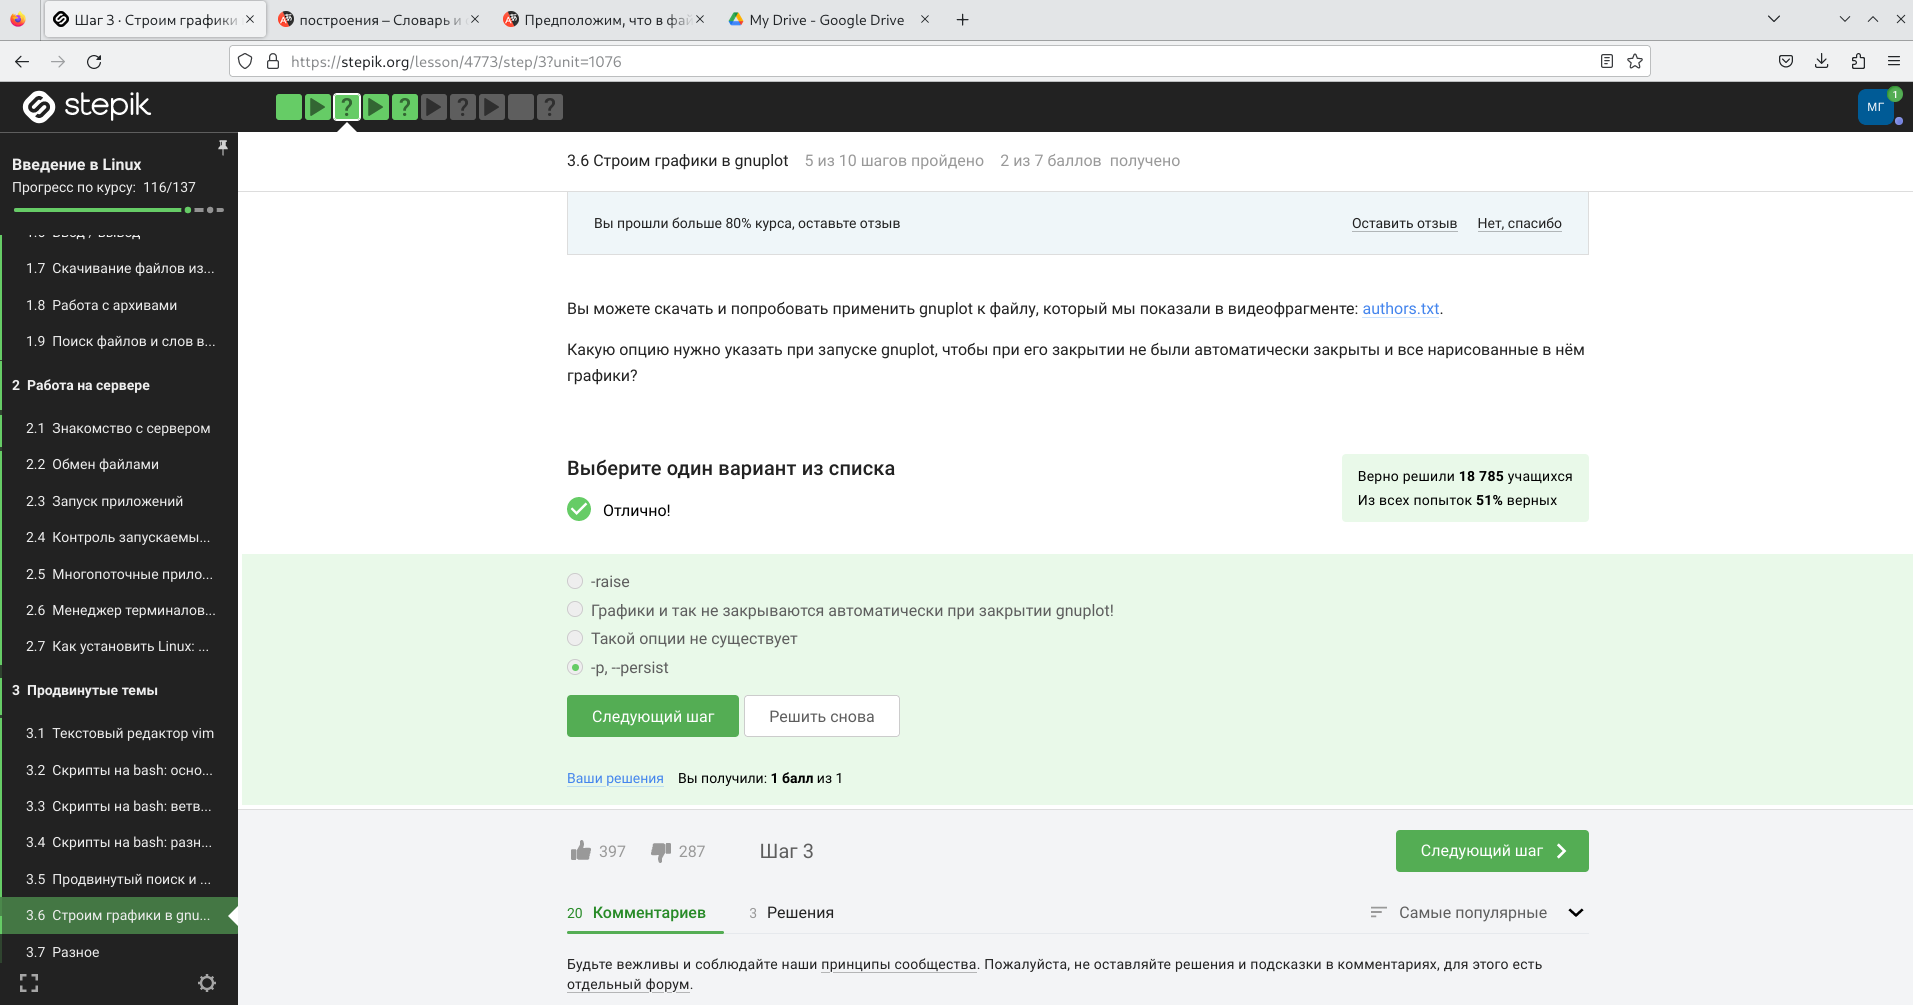 Шаг 3 · Строим графики
построения – Словарь и
Предположим, что в фай
My Drive - Google Drive
https://stepik.org/lesson/4773/step/3?unit=1076
stepik
МГ
1
Введение в Linux
Прогресс по курсу: 116/137
1.6 Ввод / вывод
1.7 Скачивание файлов из...
1.8 Работа с архивами
1.9 Поиск файлов и слов в...
2 Работа на сервере
2.1 Знакомство с сервером
2.2 Обмен файлами
2.3 Запуск приложений
2.4 Контроль запускаемы...
2.5 Многопоточные прило...
2.6 Менеджер терминалов...
2.7 Как установить Linux: ...
3 Продвинутые темы
3.1 Текстовый редактор vim
3.2 Скрипты на bash: осно...
3.3 Скрипты на bash: ветв...
3.4 Скрипты на bash: разн...
3.5 Продвинутый поиск и ...
3.6 Строим графики в gnu...
3.7 Разное
3.6 Строим графики в gnuplot 5 из 10 шагов пройдено 2 из 7 баллов получено
Вы прошли больше 80% курса, оставьте отзыв
Оставить отзыв Нет, спасибо
Вы можете скачать и попробовать применить gnuplot к файлу, который мы показали в видеофрагменте: authors.txt.
Какую опцию нужно указать при запуске gnuplot, чтобы при его закрытии не были автоматически закрыты и все нарисованные в нём
графики?
Выберите один вариант из списка
Отлично!
Верно решили 18 785 учащихся
Из всех попыток 51% верных
-raise
Графики и так не закрываются автоматически при закрытии gnuplot!
Такой опции не существует
-p, --persist
Следующий шаг
Решить снова
Ваши решения Вы получили: 1 балл из 1
397 287 Шаг 3
Следующий шаг
20 Комментариев 3 Решения
Самые популярные
Будьте вежливы и соблюдайте наши принципы сообщества. Пожалуйста, не оставляйте решения и подсказки в комментариях, для этого есть
отдельный форум.